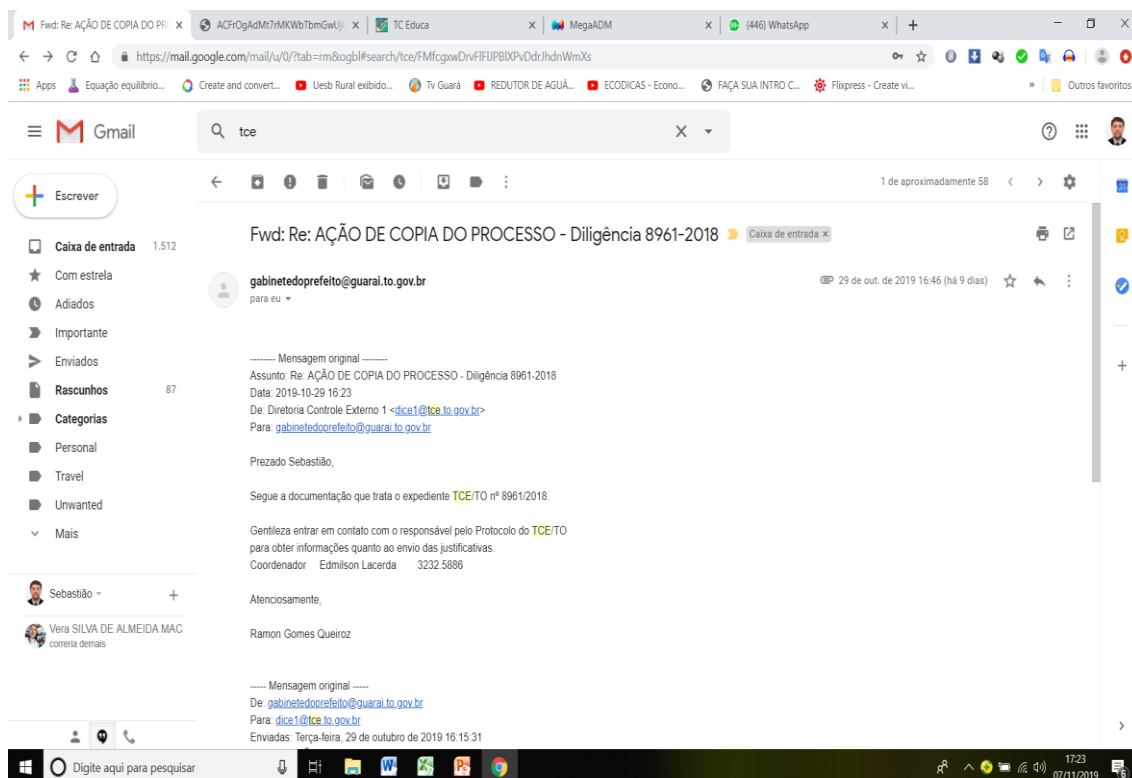 Fwd: Re: AÇÃO DE COPIA DO PR
ACFrOgAdMt7rMKWbTbmGwUj
TC Educa
MegaADM
(446) WhatsApp
https://mail.google.com/mail/u/0/?tab=rm&ogbl#search/tce/FMfcgxwDrvFlFlJPBlXPvDdrJhdnWmXs
Apps Equação equilíbrio... Create and convert... Uesb Rural exibido... Tv Guará REDUTOR DE AGUÁ... ECODICAS - Econo... FAÇA SUA INTRO C... Flixpress - Create vi... » Outros favoritos
Gmail
tce
Escrever
1 de aproximadamente 58
Caixa de entrada 1.512
Com estrela
Adiados
Importante
Enviados
Rascunhos 87
Categorias
Personal
Travel
Unwanted
Mais
Sebastião
Vera SILVA DE ALMEIDA MAC
correria demais
Fwd: Re: AÇÃO DE COPIA DO PROCESSO - Diligência 8961-2018 Caixa de entrada x
gabinetedoprefeito@guarai.to.gov.br 29 de out. de 2019 16:46 (há 9 dias)
para eu
-------- Mensagem original --------
Assunto: Re: AÇÃO DE COPIA DO PROCESSO - Diligência 8961-2018
Data: 2019-10-29 16:23
De: Diretoria Controle Externo 1 <dice1@tce.to.gov.br>
Para: gabinetedoprefeito@guarai.to.gov.br
Prezado Sebastião,
Segue a documentação que trata o expediente TCE/TO nº 8961/2018.
Gentileza entrar em contato com o responsável pelo Protocolo do TCE/TO
para obter informações quanto ao envio das justificativas.
Coordenador Edmilson Lacerda 3232.5886
Atenciosamente,
Ramon Gomes Queiroz
----- Mensagem original -----
De: gabinetedoprefeito@guarai.to.gov.br
Para: dice1@tce.to.gov.br
Enviadas: Terça-feira, 29 de outubro de 2019 16:15:31
Digite aqui para pesquisar
17:23
07/11/2019